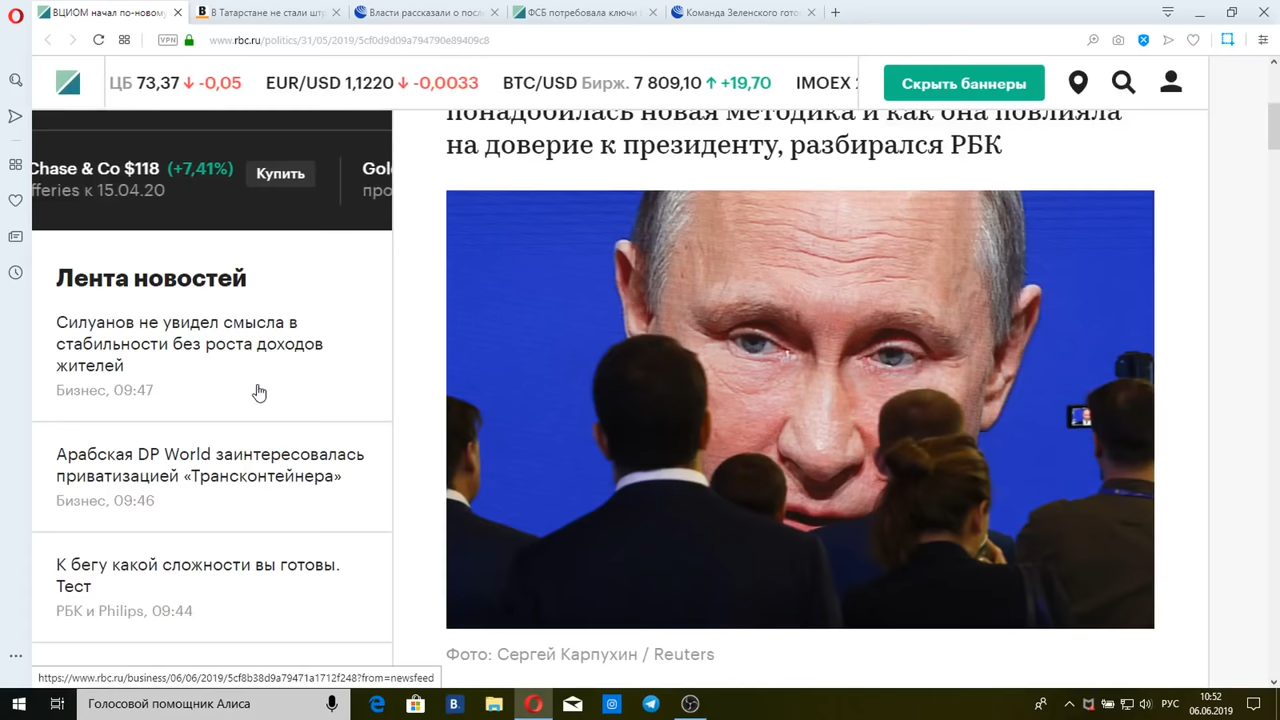 ВЦИОМ начал по-новому
В Татарстане не стали шт
Власти рассказали о посл
ФСБ потребовала ключи
Команда Зеленского гото
VPN
www.rbc.ru/politics/31/05/2019/5cf0d9d09a794790e89409c8
ЦБ 73,37 -0,05
EUR/USD 1,1220 -0,0033
BTC/USD Бирж. 7 809,10 +19,70
IMOEX
Скрыть баннеры
понадобилась новая методика и как она повлияла
на доверие к президенту, разбирался РБК
Chase & Co $118 (+7,41%)
fferies к 15.04.20
Купить
Gol
про
Лента новостей
Силуанов не увидел смысла в
стабильности без роста доходов
жителей
Бизнес, 09:47
Арабская DP World заинтересовалась
приватизацией «Трансконтейнера»
Бизнес, 09:46
К бегу какой сложности вы готовы.
Тест
РБК и Philips, 09:44
Фото: Сергей Карпухин / Reuters
https://www.rbc.ru/business/06/06/2019/5cf8b38d9a79471a1712f248?from=newsfeed
Голосовой помощник Алиса
B.
РУС
10:52
06.06.2019